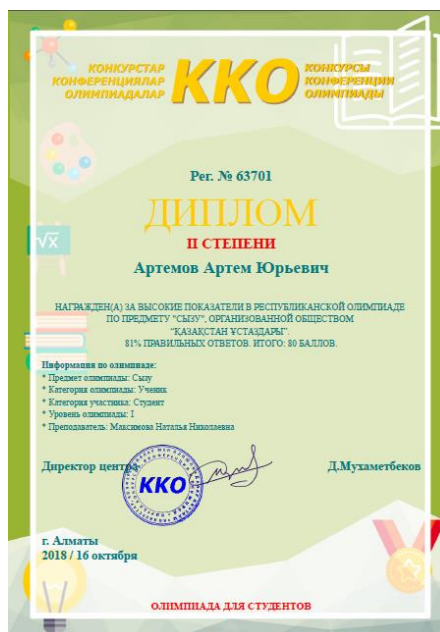 КОНКУРСТАР
КОНФЕРЕНЦИЯЛАР
ОЛИМПИАДАЛАР
ККО
КОНКУРСЫ
КОНФЕРЕНЦИИ
ОЛИМПИАДЫ
Рег. № 63701
ДИПЛОМ
II СТЕПЕНИ
Артемов Артем Юрьевич
НАГРАЖДЕН(А) ЗА ВЫСОКИЕ ПОКАЗАТЕЛИ В РЕСПУБЛИКАНСКОЙ ОЛИМПИАДЕ
ПО ПРЕДМЕТУ "СЫЗУ", ОРГАНИЗОВАННОЙ ОБЩЕСТВОМ
"ҚАЗАҚСТАН ҰСТАЗДАРЫ".
81% ПРАВИЛЬНЫХ ОТВЕТОВ. ИТОГО: 80 БАЛЛОВ.
Информация по олимпиаде:
* Предмет олимпиады: Сызу
* Категория олимпиады: Ученик
* Категория участника: Студент
* Уровень олимпиады: I
* Преподаватель: Максимова Наталья Николаевна
Директор центра
ККО
Д.Мухаметбеков
г. Алматы
2018 / 16 октября
√x
ОЛИМПИАДА ДЛЯ СТУДЕНТОВ